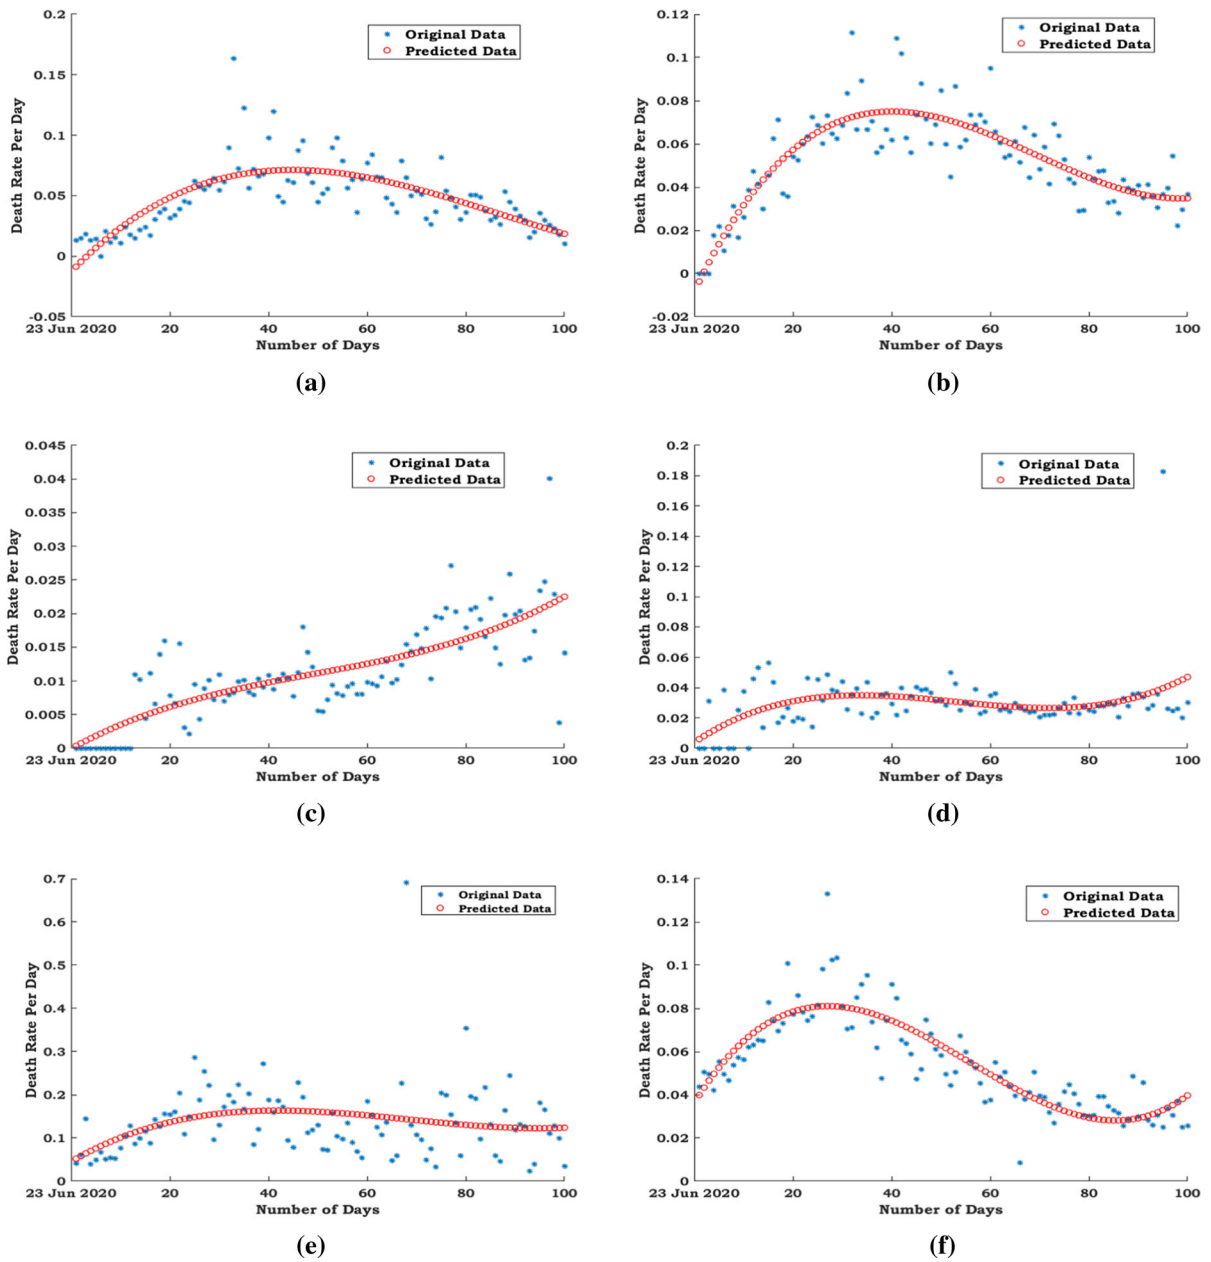 0.2
0.15
0.1
0.05
0
-0.05
Death Rate Per Day
Original Data
Predicted Data
23 Jun 2020 20 40 60 80 100
Number of Days
(a)
0.12
0.1
0.08
0.06
0.04
0.02
0
-0.02
Death Rate Per Day
Original Data
Predicted Data
23 Jun 2020 20 40 60 80 100
Number of Days
(b)
0.045
0.04
0.035
0.03
0.025
0.02
0.015
0.01
0.005
0
Death Rate Per Day
Original Data
Predicted Data
23 Jun 2020 20 40 60 80 100
Number of Days
(c)
0.2
0.18
0.16
0.14
0.12
0.1
0.08
0.06
0.04
0.02
0
Death Rate Per Day
Original Data
Predicted Data
23 Jun 2020 20 40 60 80 100
Number of Days
(d)
0.7
0.6
0.5
0.4
0.3
0.2
0.1
0
Death Rate Per Day
Original Data
Predicted Data
23 Jun 2020 20 40 60 80 100
Number of Days
(e)
0.14
0.12
0.1
0.08
0.06
0.04
0.02
0
Death Rate Per Day
Original Data
Predicted Data
23 Jun 2020 20 40 60 80 100
Number of Days
(f)